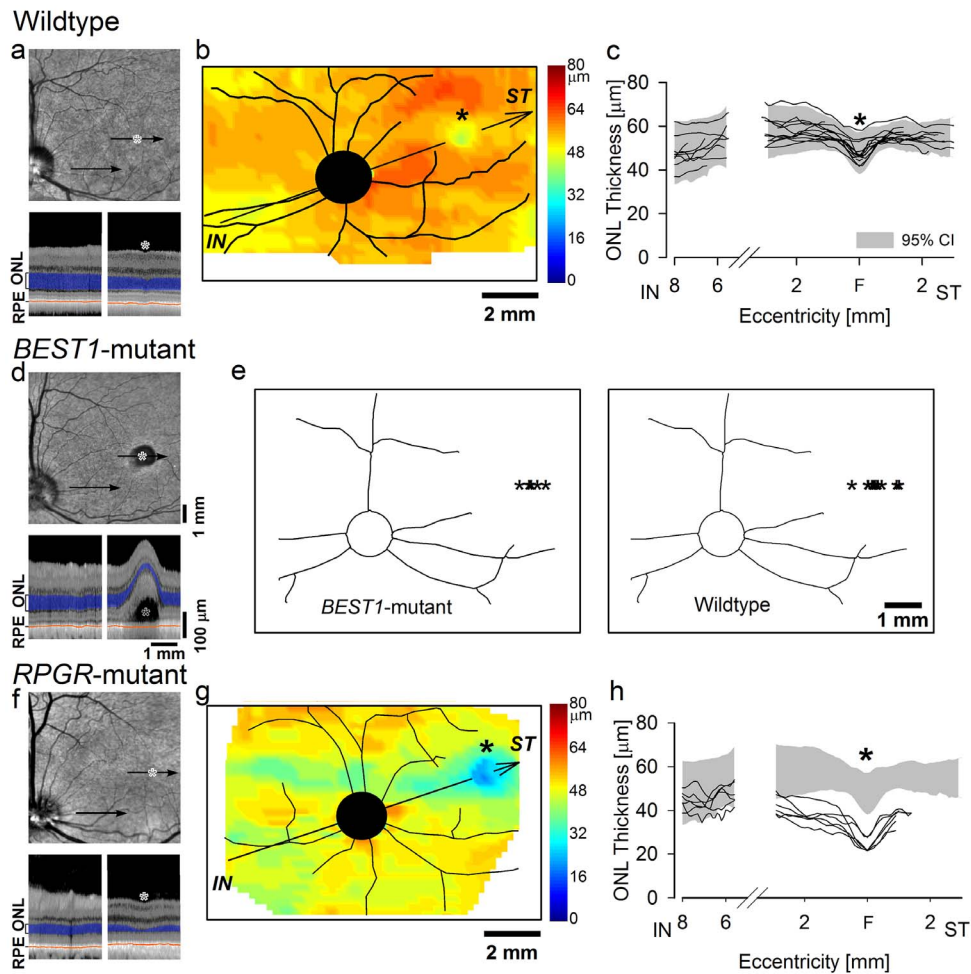 Wildtype
a
RPE ONL
b
ST
*
IN
80
μm
64
48
32
16
0
2 mm
c
ONL Thickness [μm]
80
60
40
20
0
*
95% CI
IN 8 6 2 F 2 ST
Eccentricity [mm]
BEST1-mutant
d
1 mm
RPE ONL
100 μm
1 mm
e
*****
BEST1-mutant
Wildtype
1 mm
RPGR-mutant
f
RPE ONL
g
*
ST
IN
80
μm
64
48
32
16
0
2 mm
h
ONL Thickness [μm]
80
60
40
20
0
*
IN 8 6 2 F 2 ST
Eccentricity [mm]